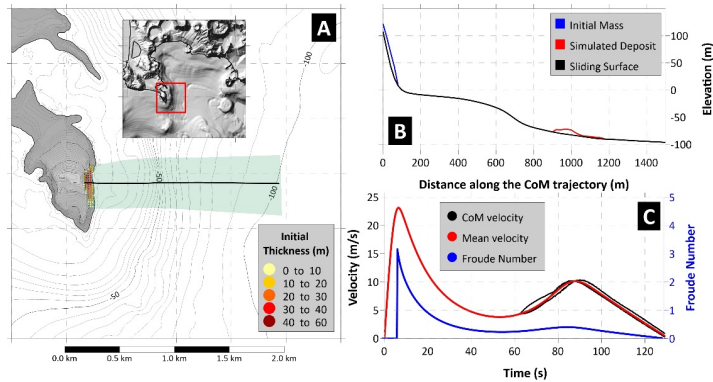 A
-100
-50
-100
-50
Initial
Thickness (m)
0 to 10
10 to 20
20 to 30
30 to 40
40 to 60
0.0 km 0.5 km 1.0 km 1.5 km 2.0 km
Initial Mass
Simulated Deposit
Sliding Surface
B
100
50
0
-50
-100
Elevation (m)
0 200 400 600 800 1000 1200 1400
Distance along the CoM trajectory (m)
C
CoM velocity
Mean velocity
Froude Number
25
20
15
10
5
0
Velocity (m/s)
5
4
3
2
1
0
Froude Number
0 20 40 60 80 100 120
Time (s)